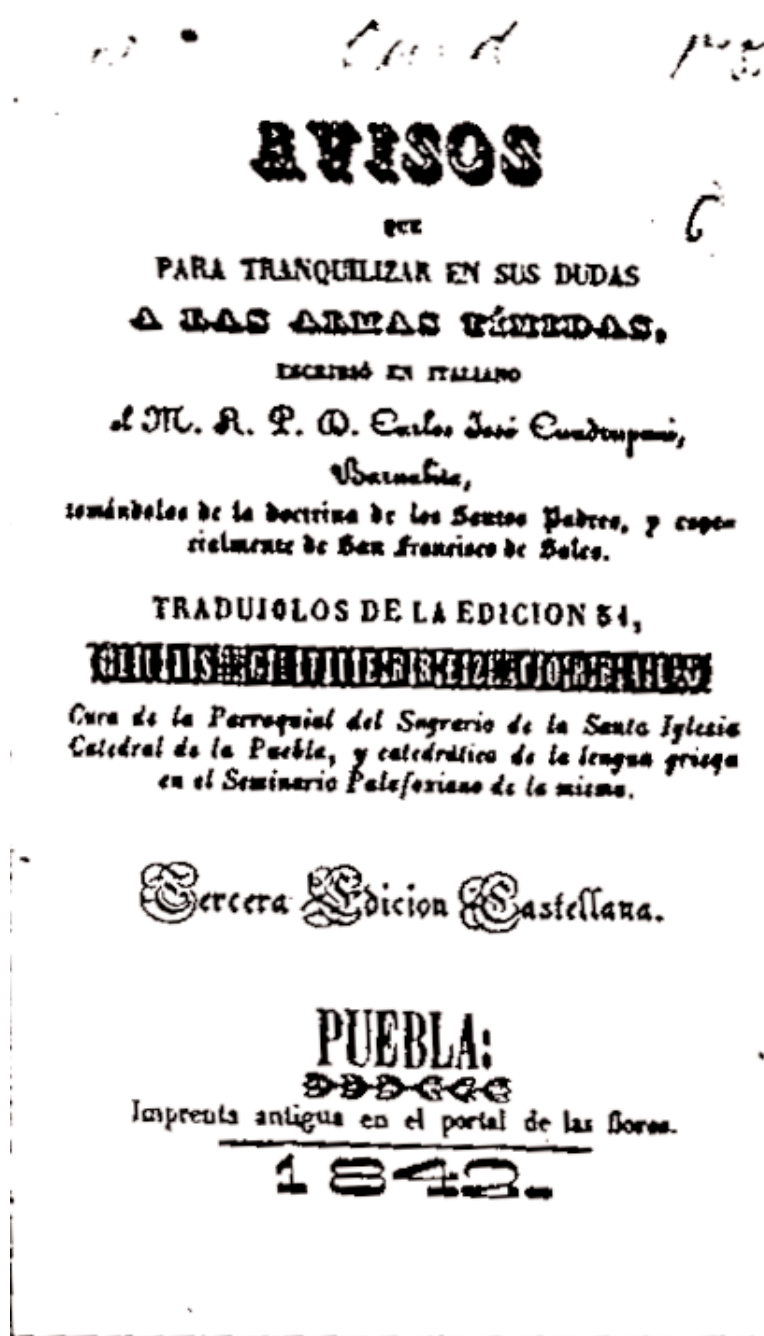 AVISOS
QUE
PARA TRANQUILIZAR EN SUS DUDAS
A LAS ALMAS TÍMIDAS,
ESCRIBIÓ EN ITALIANO
el M. R. P. D. Carlos José Cuadrupani,
Barnabita,
tomándolos de la doctrina de los Santos Padres, y espe-
cialmente de San Francisco de Sales.
TRADUJOLOS DE LA EDICION 31,
Cura de la Parroquial del Sagrario de la Santa Iglesia
Catedral de la Puebla, y catedrático de la lengua griega
en el Seminario Palafoxiano de la misma.
Tercera Edicion Castellana.
PUEBLA:
Imprenta antigua en el portal de las flores.
1842.